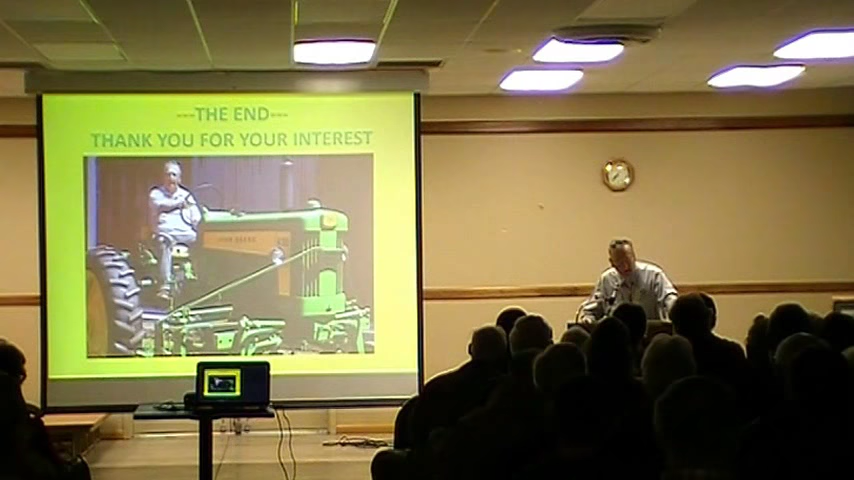 ---THE END---
THANK YOU FOR YOUR INTEREST
JOHN DEERE